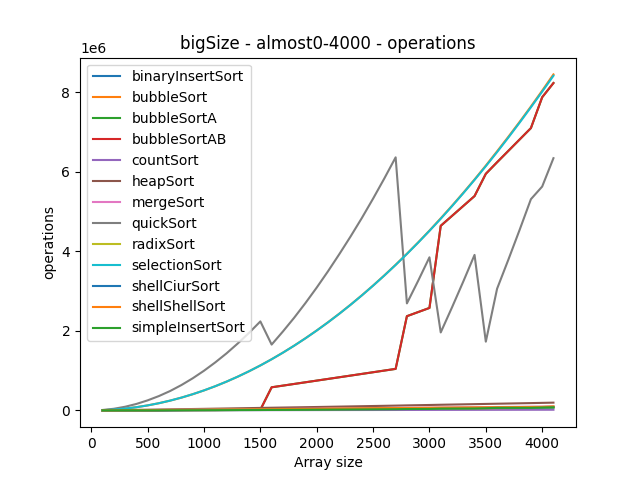 bigSize - almost0-4000 - operations
1e6
8
6
4
2
0
operations
binaryInsertSort
bubbleSort
bubbleSortA
bubbleSortAB
countSort
heapSort
mergeSort
quickSort
radixSort
selectionSort
shellCiurSort
shellShellSort
simpleInsertSort
0 500 1000 1500 2000 2500 3000 3500 4000
Array size